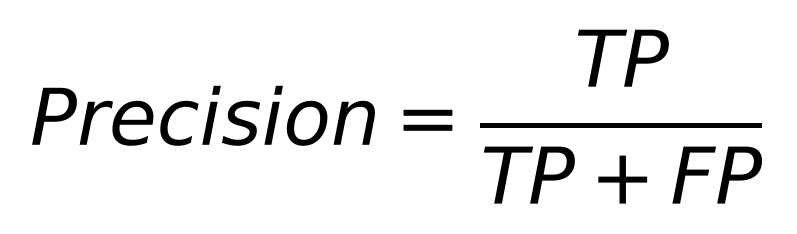 Precision = TP / TP + FP